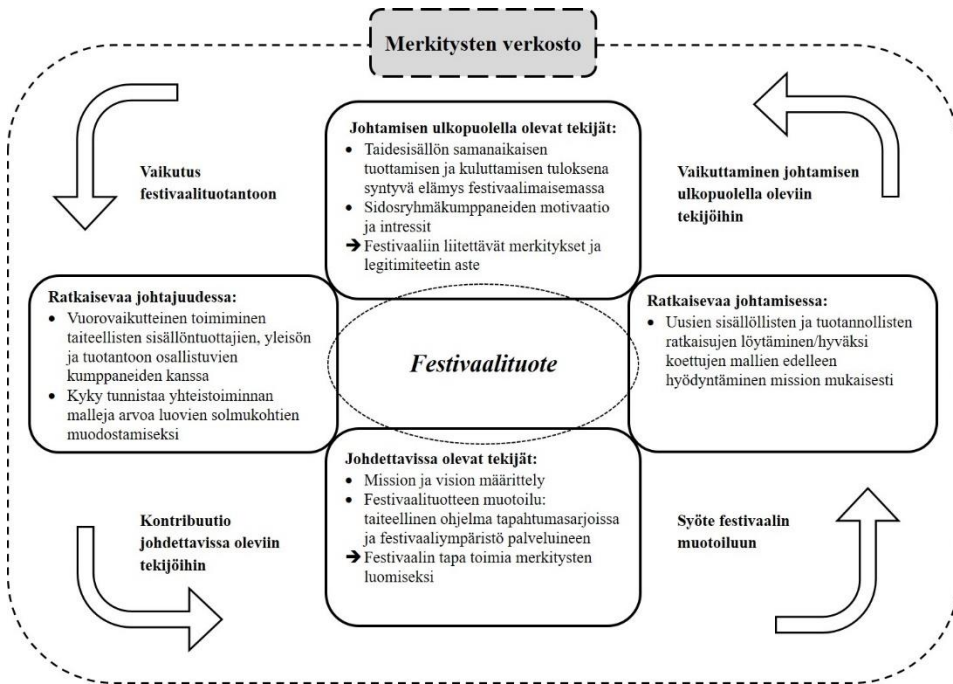 Merkitysten verkosto
Johtamisen ulkopuolella olevat tekijät:
• Taidesisällön samanaikaisen
tuottamisen ja kuluttamisen tuloksena
syntyvä elämys festivaalimaisemassa
• Sidosryhmäkumppaneiden motivaatio
ja intressit
➔ Festivaaliin liitettävät merkitykset ja
legitimiteetin aste
Vaikutus
festivaalituotantoon
Vaikuttaminen johtamisen
ulkopuolella oleviin
tekijöihin
Ratkaisevaa johtajuudessa:
• Vuorovaikutteinen toimiminen
taiteellisten sisällöntuottajien, yleisön
ja tuotantoon osallistuvien
kumppaneiden kanssa
• Kyky tunnistaa yhteistoiminnan
malleja arvoa luovien solmukohtien
muodostamiseksi
Festivaalituote
Ratkaisevaa johtamisessa:
• Uusien sisällöllisten ja tuotannollisten
ratkaisujen löytäminen/hyväksi
koettujen mallien edelleen
hyödyntäminen mission mukaisesti
Johdettavissa olevat tekijät:
• Mission ja vision määrittely
• Festivaalituotteen muotoilu:
taiteellinen ohjelma tapahtumasarjoissa
ja festivaaliympäristö palveluineen
➔ Festivaalin tapa toimia merkitysten
luomiseksi
Kontribuutio
johdettavissa oleviin
tekijöihin
Syöte festivaalin
muotoiluun